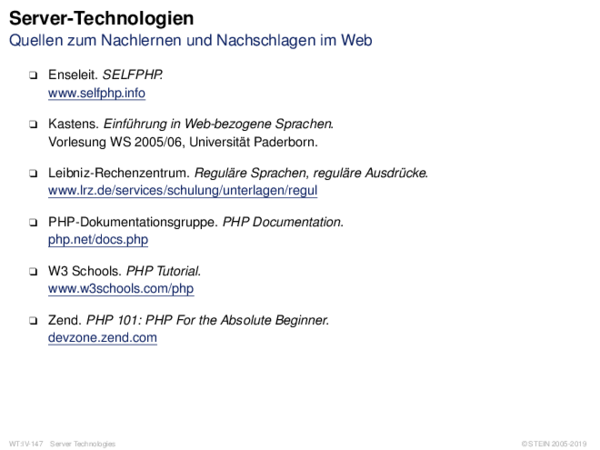 Server-Technologien
Quellen zum Nachlernen und Nachschlagen im Web
❑ Enseleit. SELFPHP.
www.selfphp.info
❑ Kastens. Einführung in Web-bezogene Sprachen.
Vorlesung WS 2005/06, Universität Paderborn.
❑ Leibniz-Rechenzentrum. Reguläre Sprachen, reguläre Ausdrücke.
www.lrz.de/services/schulung/unterlagen/regul
❑ PHP-Dokumentationsgruppe. PHP Documentation.
php.net/docs.php
❑ W3 Schools. PHP Tutorial.
www.w3schools.com/php
❑ Zend. PHP 101: PHP For the Absolute Beginner.
devzone.zend.com
WT:IV-147 Server Technologies ©STEIN 2005-2019